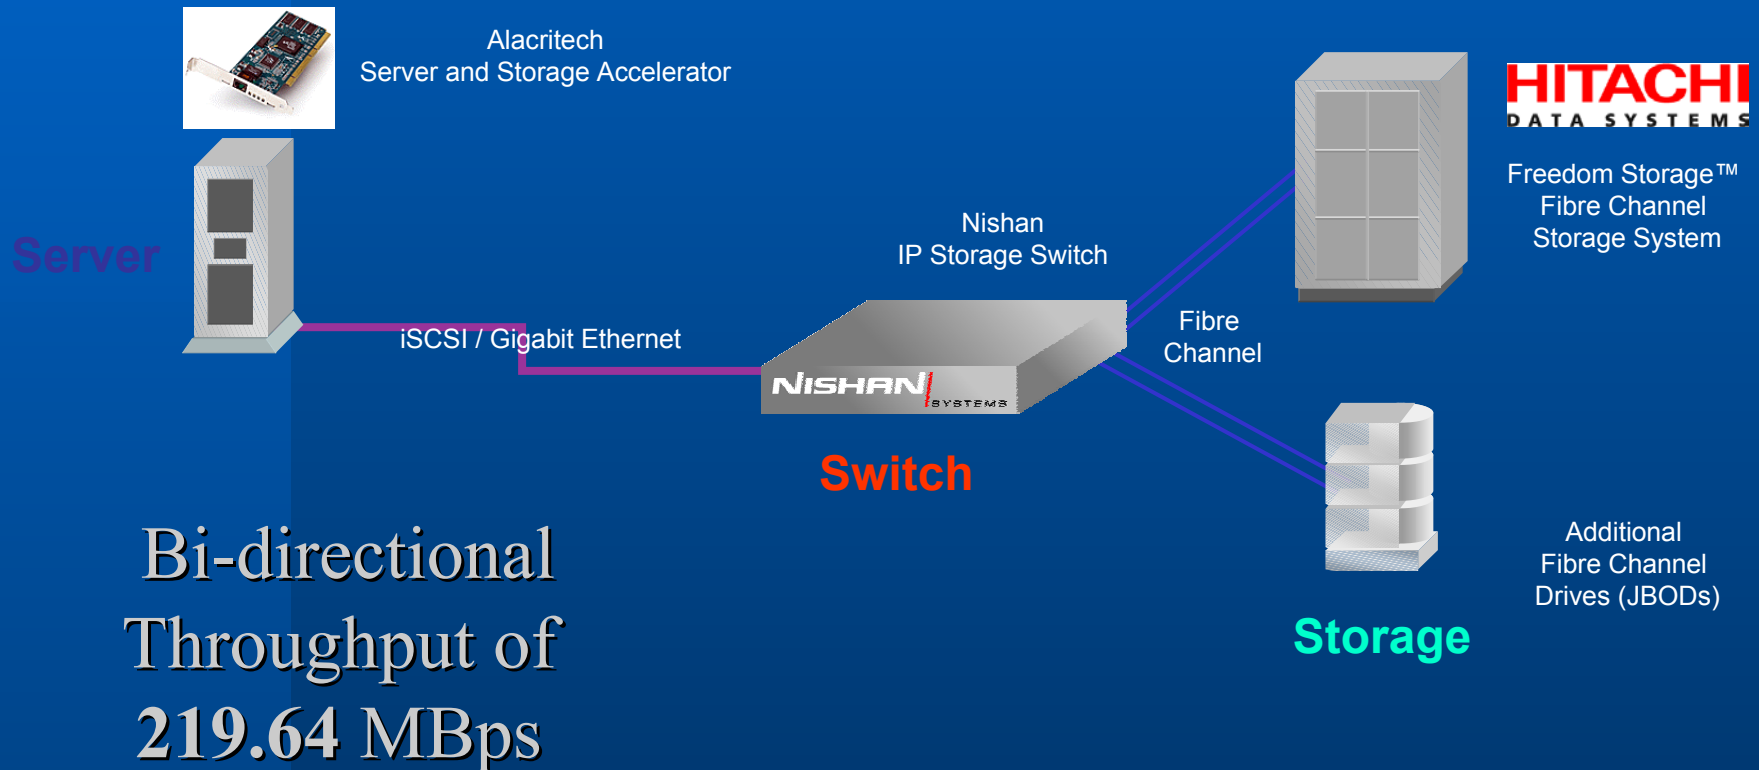 Alacritech
Server and Storage Accelerator
HITACHI
DATA SYSTEMS
Freedom Storage™
Fibre Channel
Storage System
Nishan
IP Storage Switch
Server
iSCSI / Gigabit Ethernet
Fibre
Channel
NISHAN
SYSTEMS
Switch
Additional
Fibre Channel
Drives (JBODs)
Storage
Bi-directional
Throughput of
219.64 MBps